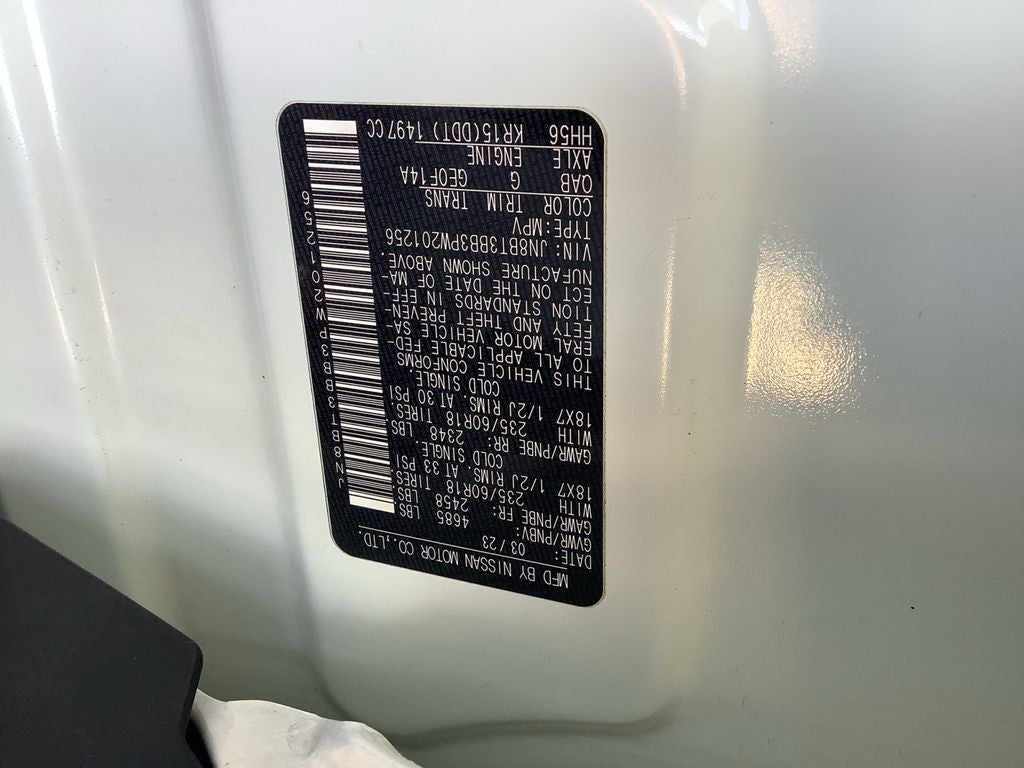 MFD BY NISSAN MOTOR CO.,LTD.
DATE: 03/23
GVWR/PNBV: 4685 LBS
GAWR/PNBE FR: 2458 LBS
WITH 235/60R18 TIRES.
18X7 1/2J RIMS. AT 33 PSI
COLD SINGLE.
GAWR/PNBE RR: 2348 LBS.
WITH 235/60R18 TIRES.
18X7 1/2J RIMS. AT 30 PSI
COLD SINGLE.
THIS VEHICLE CONFORMS
TO ALL APPLICABLE FED-
ERAL MOTOR VEHICLE SA-
FETY AND THEFT PREVEN-
TION STANDARDS IN EFF-
ECT ON THE DATE OF MA-
NUFACTURE SHOWN ABOVE.
VIN: JN8BT3BB3PW201256
TYPE:MPV
COLOR TRIM TRANS
QAB G GE0F14A
AXLE ENGINE
HH56 KR15(DDT) 1497CC
JN8BT3BB3PW201256